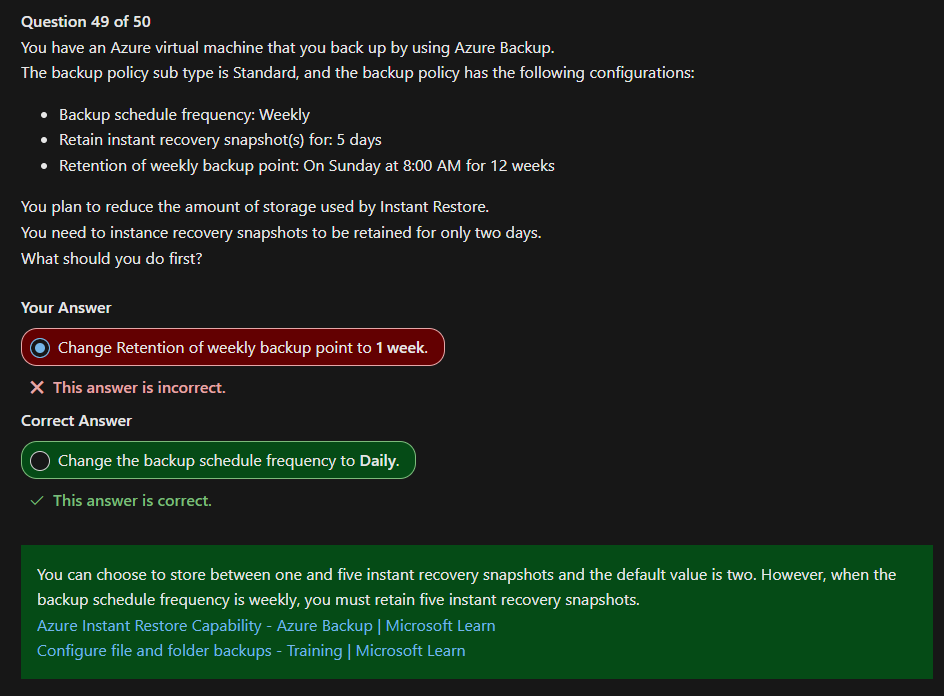 Question 49 of 50
You have an Azure virtual machine that you back up by using Azure Backup.
The backup policy sub type is Standard, and the backup policy has the following configurations:
• Backup schedule frequency: Weekly
• Retain instant recovery snapshot(s) for: 5 days
• Retention of weekly backup point: On Sunday at 8:00 AM for 12 weeks
You plan to reduce the amount of storage used by Instant Restore.
You need to instance recovery snapshots to be retained for only two days.
What should you do first?
Your Answer
Change Retention of weekly backup point to 1 week.
This answer is incorrect.
Correct Answer
Change the backup schedule frequency to Daily.
This answer is correct.
You can choose to store between one and five instant recovery snapshots and the default value is two. However, when the
backup schedule frequency is weekly, you must retain five instant recovery snapshots.
Azure Instant Restore Capability - Azure Backup | Microsoft Learn
Configure file and folder backups - Training | Microsoft Learn